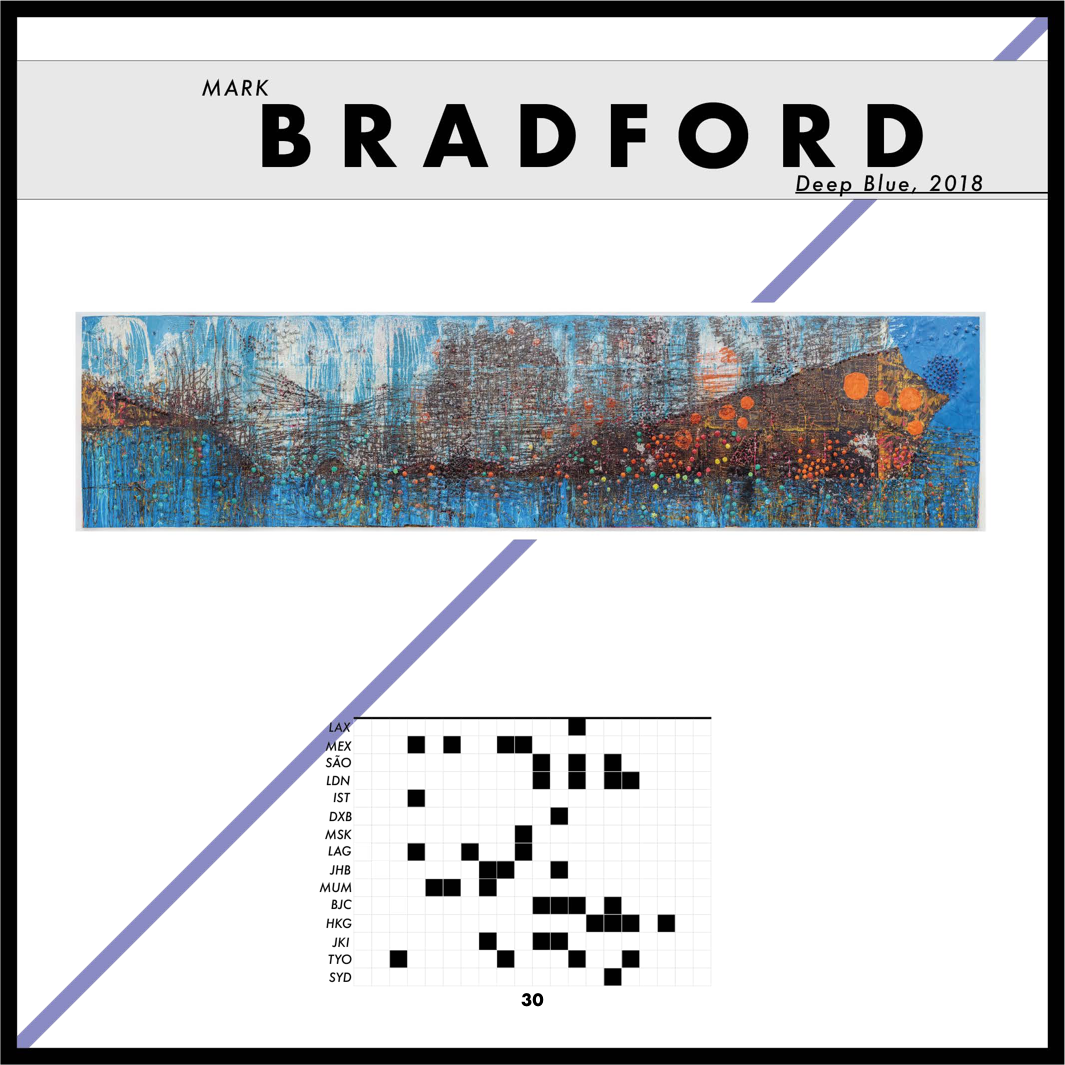 MARK
BRADFORD
Deep Blue, 2018
LAX
MEX
SÃO
LDN
IST
DXB
MSK
LAG
JHB
MUM
BJC
HKG
JKI
TYO
SYD
30